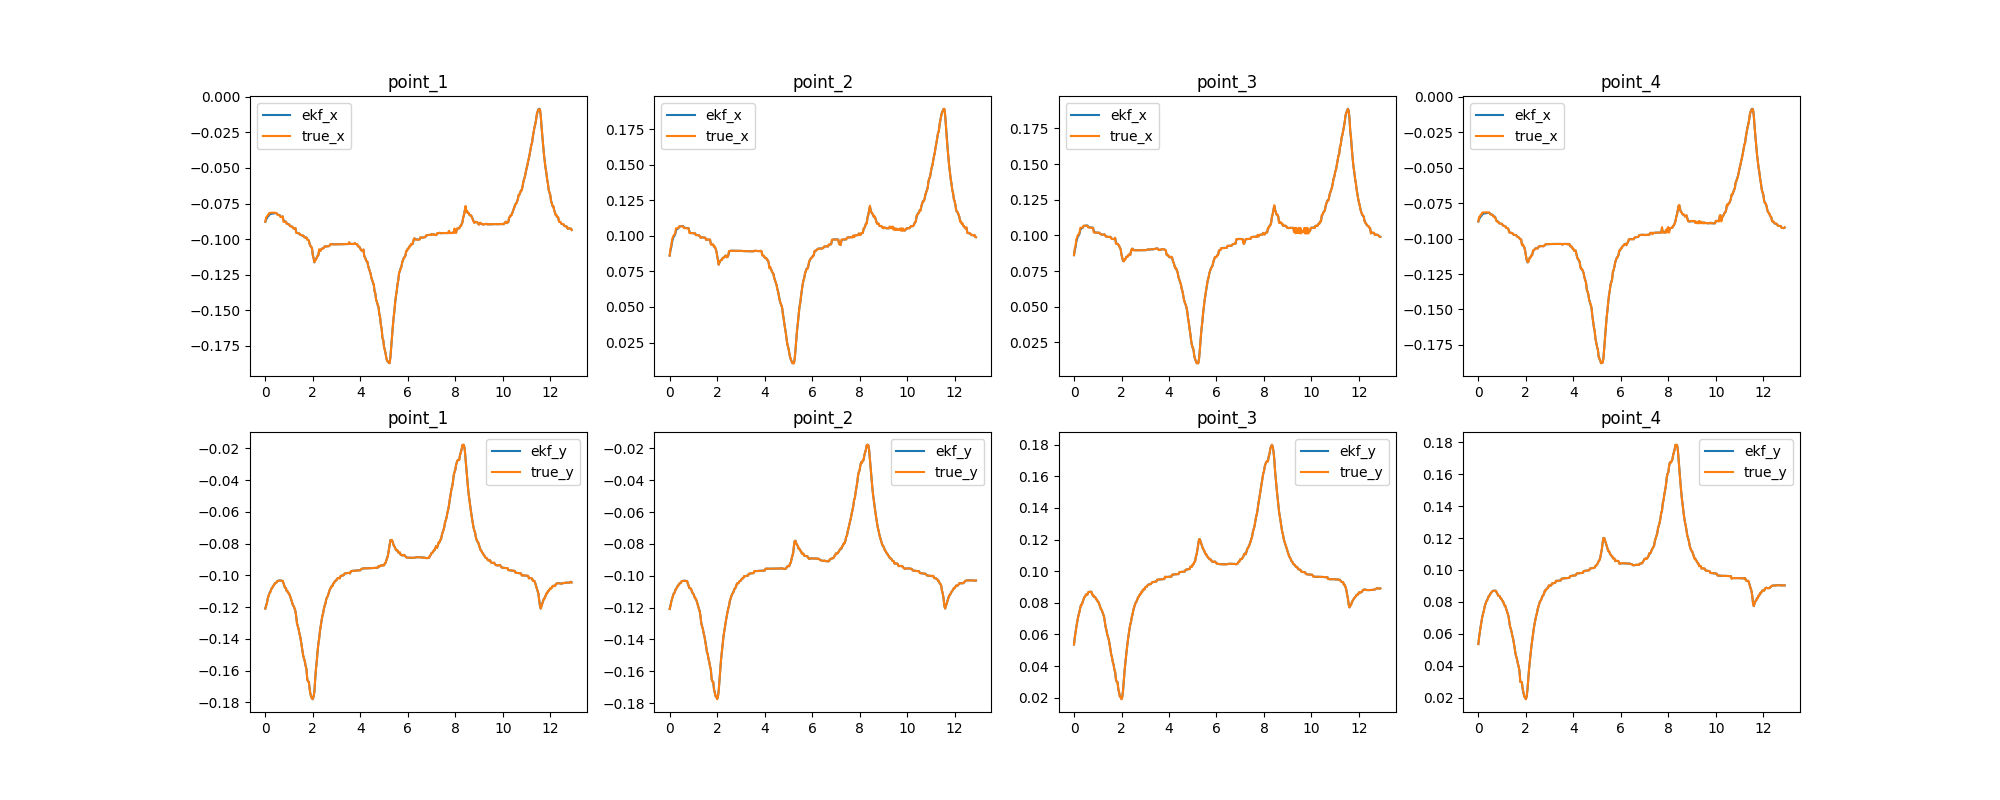 point_1
ekf_x
true_x
0.000
−0.025
−0.050
−0.075
−0.100
−0.125
−0.150
−0.175
0 2 4 6 8 10 12
point_2
ekf_x
true_x
0.175
0.150
0.125
0.100
0.075
0.050
0.025
0 2 4 6 8 10 12
point_3
ekf_x
true_x
0.175
0.150
0.125
0.100
0.075
0.050
0.025
0 2 4 6 8 10 12
point_4
ekf_x
true_x
0.000
−0.025
−0.050
−0.075
−0.100
−0.125
−0.150
−0.175
0 2 4 6 8 10 12
point_1
ekf_y
true_y
−0.02
−0.04
−0.06
−0.08
−0.10
−0.12
−0.14
−0.16
−0.18
0 2 4 6 8 10 12
point_2
ekf_y
true_y
−0.02
−0.04
−0.06
−0.08
−0.10
−0.12
−0.14
−0.16
−0.18
0 2 4 6 8 10 12
point_3
ekf_y
true_y
0.18
0.16
0.14
0.12
0.10
0.08
0.06
0.04
0.02
0 2 4 6 8 10 12
point_4
ekf_y
true_y
0.18
0.16
0.14
0.12
0.10
0.08
0.06
0.04
0.02
0 2 4 6 8 10 12